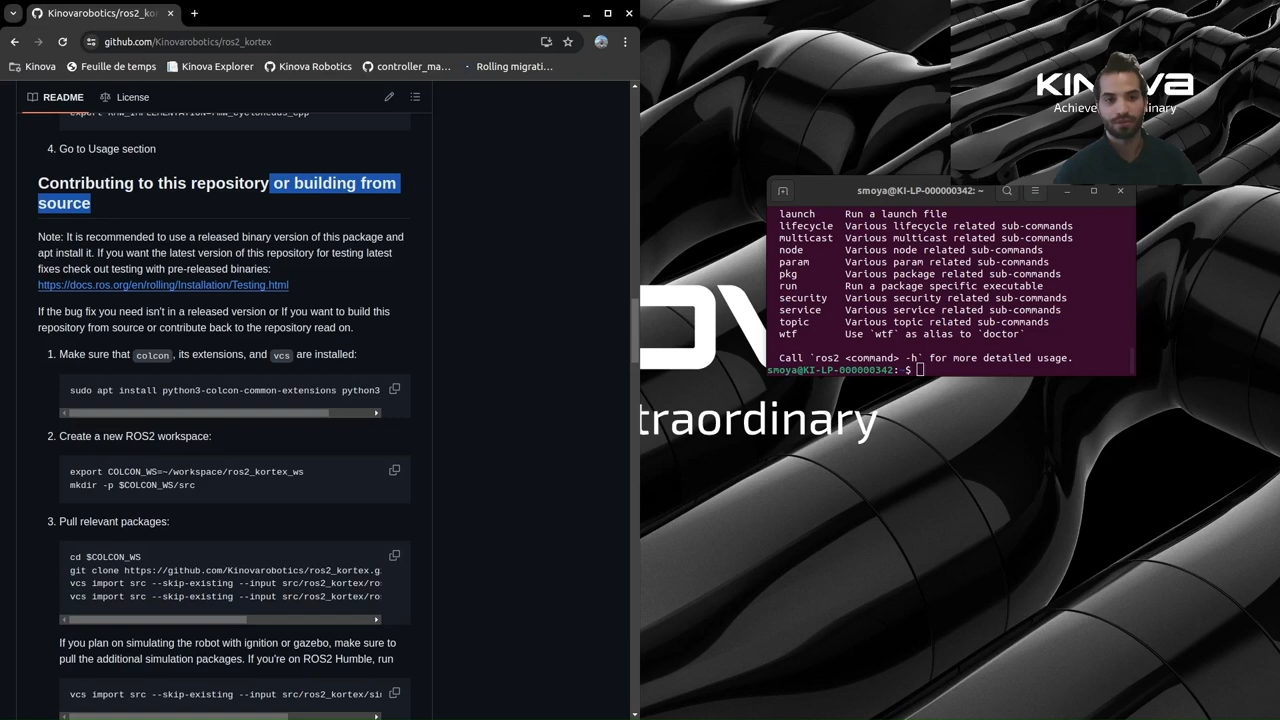 Kinovarobotics/ros2_ko
github.com/Kinovarobotics/ros2_kortex
Kinova
Feuille de temps
Kinova Explorer
Kinova Robotics
controller_ma…
Rolling migrati…
README
License
4. Go to Usage section
Contributing to this repository or building from
source
Note: It is recommended to use a released binary version of this package and
apt install it. If you want the latest version of this repository for testing latest
fixes check out testing with pre-released binaries:
https://docs.ros.org/en/rolling/Installation/Testing.html
If the bug fix you need isn't in a released version or If you want to build this
repository from source or contribute back to the repository read on.
1. Make sure that colcon, its extensions, and vcs are installed:
sudo apt install python3-colcon-common-extensions python3
2. Create a new ROS2 workspace:
export COLCON_WS=~/workspace/ros2_kortex_ws
mkdir -p $COLCON_WS/src
3. Pull relevant packages:
cd $COLCON_WS
git clone https://github.com/Kinovarobotics/ros2_kortex.g
vcs import src --skip-existing --input src/ros2_kortex/ro
vcs import src --skip-existing --input src/ros2_kortex/ro
If you plan on simulating the robot with ignition or gazebo, make sure to
pull the additional simulation packages. If you're on ROS2 Humble, run
vcs import src --skip-existing --input src/ros2_kortex/si
smoya@KI-LP-000000342: ~
launch Run a launch file
lifecycle Various lifecycle related sub-commands
multicast Various multicast related sub-commands
node Various node related sub-commands
param Various param related sub-commands
pkg Various package related sub-commands
run Run a package specific executable
security Various security related sub-commands
service Various service related sub-commands
topic Various topic related sub-commands
wtf Use `wtf` as alias to `doctor`
Call `ros2 <command> -h` for more detailed usage.
smoya@KI-LP-000000342:~$
traordinary